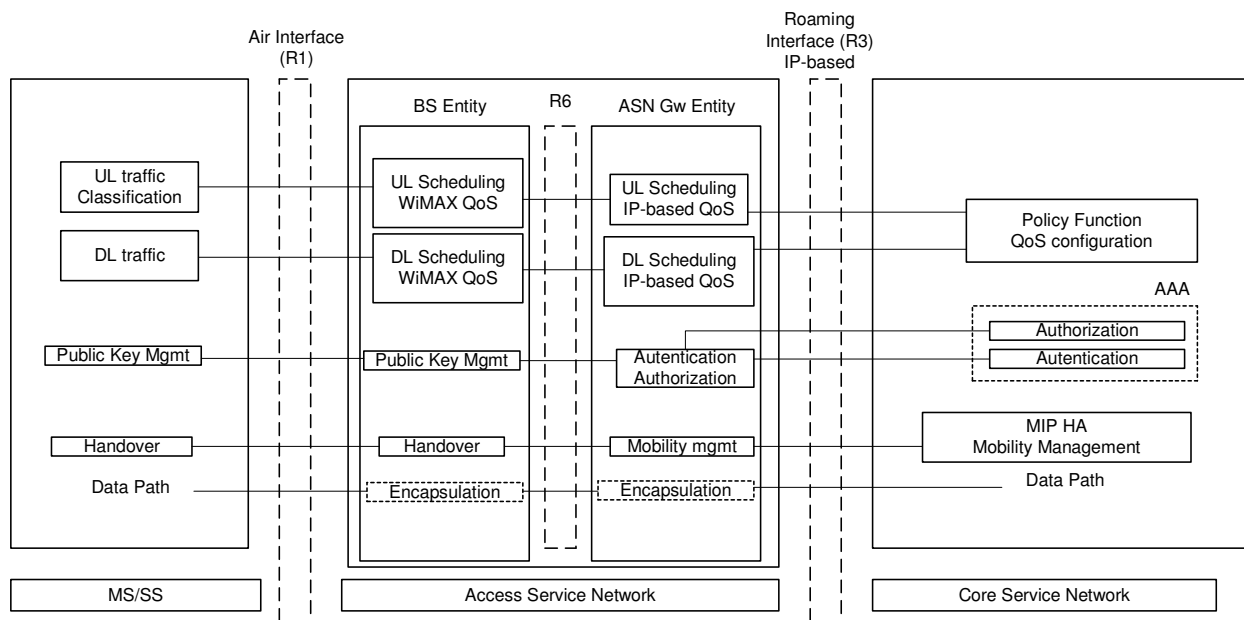 Air Interface
(R1)
Roaming
Interface (R3)
IP-based
BS Entity
R6
ASN Gw Entity
UL traffic
Classification
UL Scheduling
WiMAX QoS
UL Scheduling
IP-based QoS
Policy Function
QoS configuration
DL traffic
DL Scheduling
WiMAX QoS
DL Scheduling
IP-based QoS
AAA
Authorization
Autentication
Public Key Mgmt
Public Key Mgmt
Autentication
Authorization
Handover
Handover
Mobility mgmt
MIP HA
Mobility Management
Data Path
Encapsulation
Encapsulation
Data Path
MS/SS
Access Service Network
Core Service Network